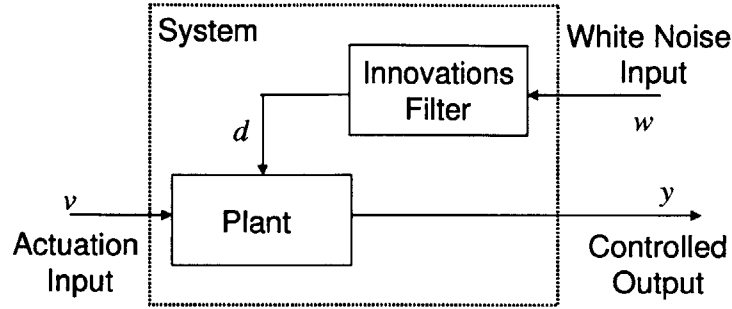 System
White Noise
Input
Innovations
Filter
w
d
v
Plant
y
Actuation
Input
Controlled
Output